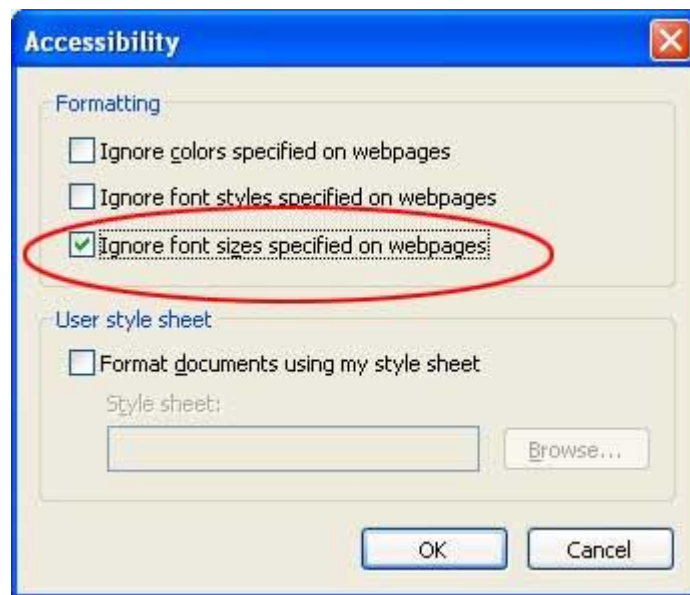 Accessibility
Formatting
Ignore colors specified on webpages
Ignore font styles specified on webpages
Ignore font sizes specified on webpages
User style sheet
Format documents using my style sheet
Style sheet:
Browse...
OK Cancel